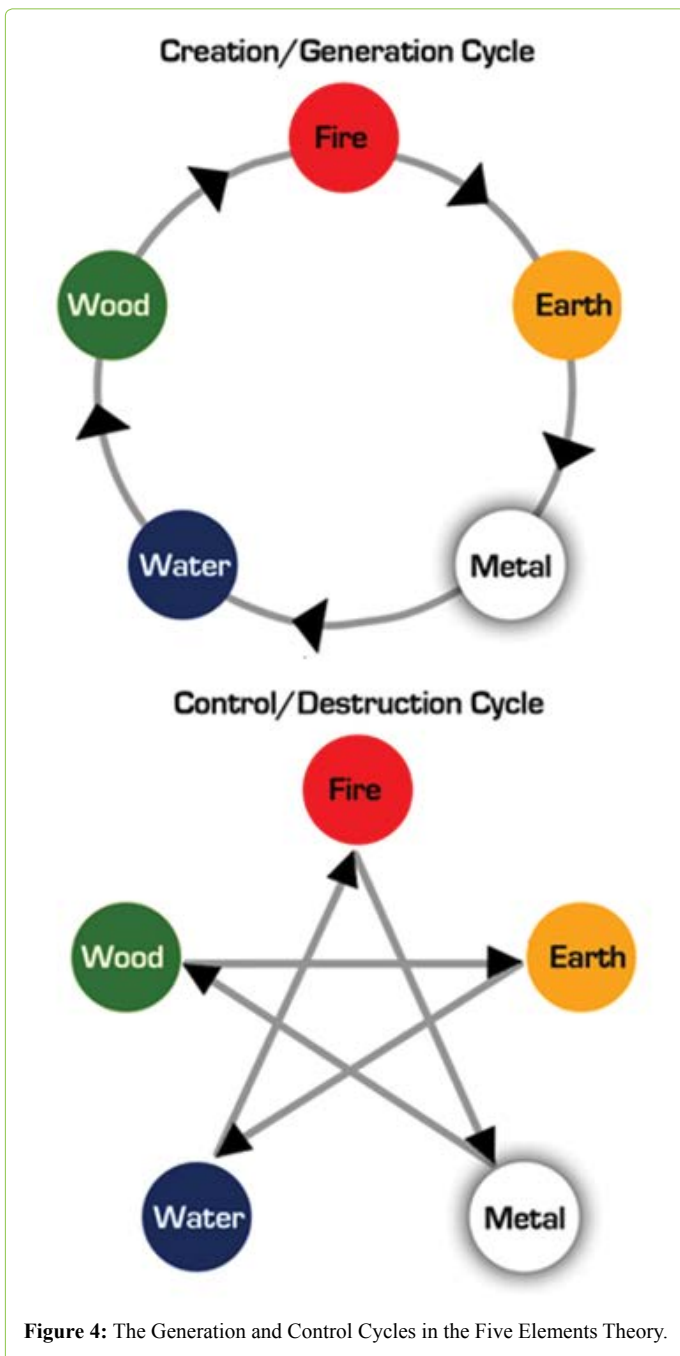 Creation/Generation Cycle
Fire
Wood
Earth
Water
Metal
Control/Destruction Cycle
Fire
Wood
Earth
Water
Metal
Figure 4: The Generation and Control Cycles in the Five Elements Theory.